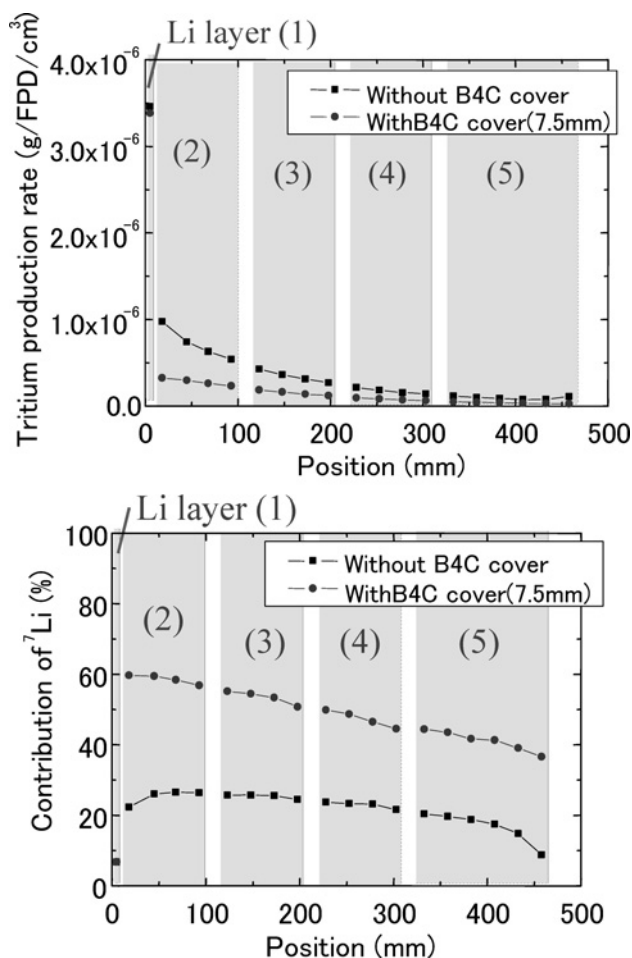 Li layer (1)
4.0x10-6
3.0x10-6
2.0x10-6
1.0x10-6
0.0
Tritium production rate (g/FPD/cm3)
Without B4C cover
WithB4C cover(7.5mm)
(2)
(3)
(4)
(5)
0
100
200
300
400
500
Position (mm)
Li layer (1)
100
80
60
40
20
0
Contribution of 7Li (%)
Without B4C cover
WithB4C cover(7.5mm)
(2)
(3)
(4)
(5)
0
100
200
300
400
500
Position (mm)